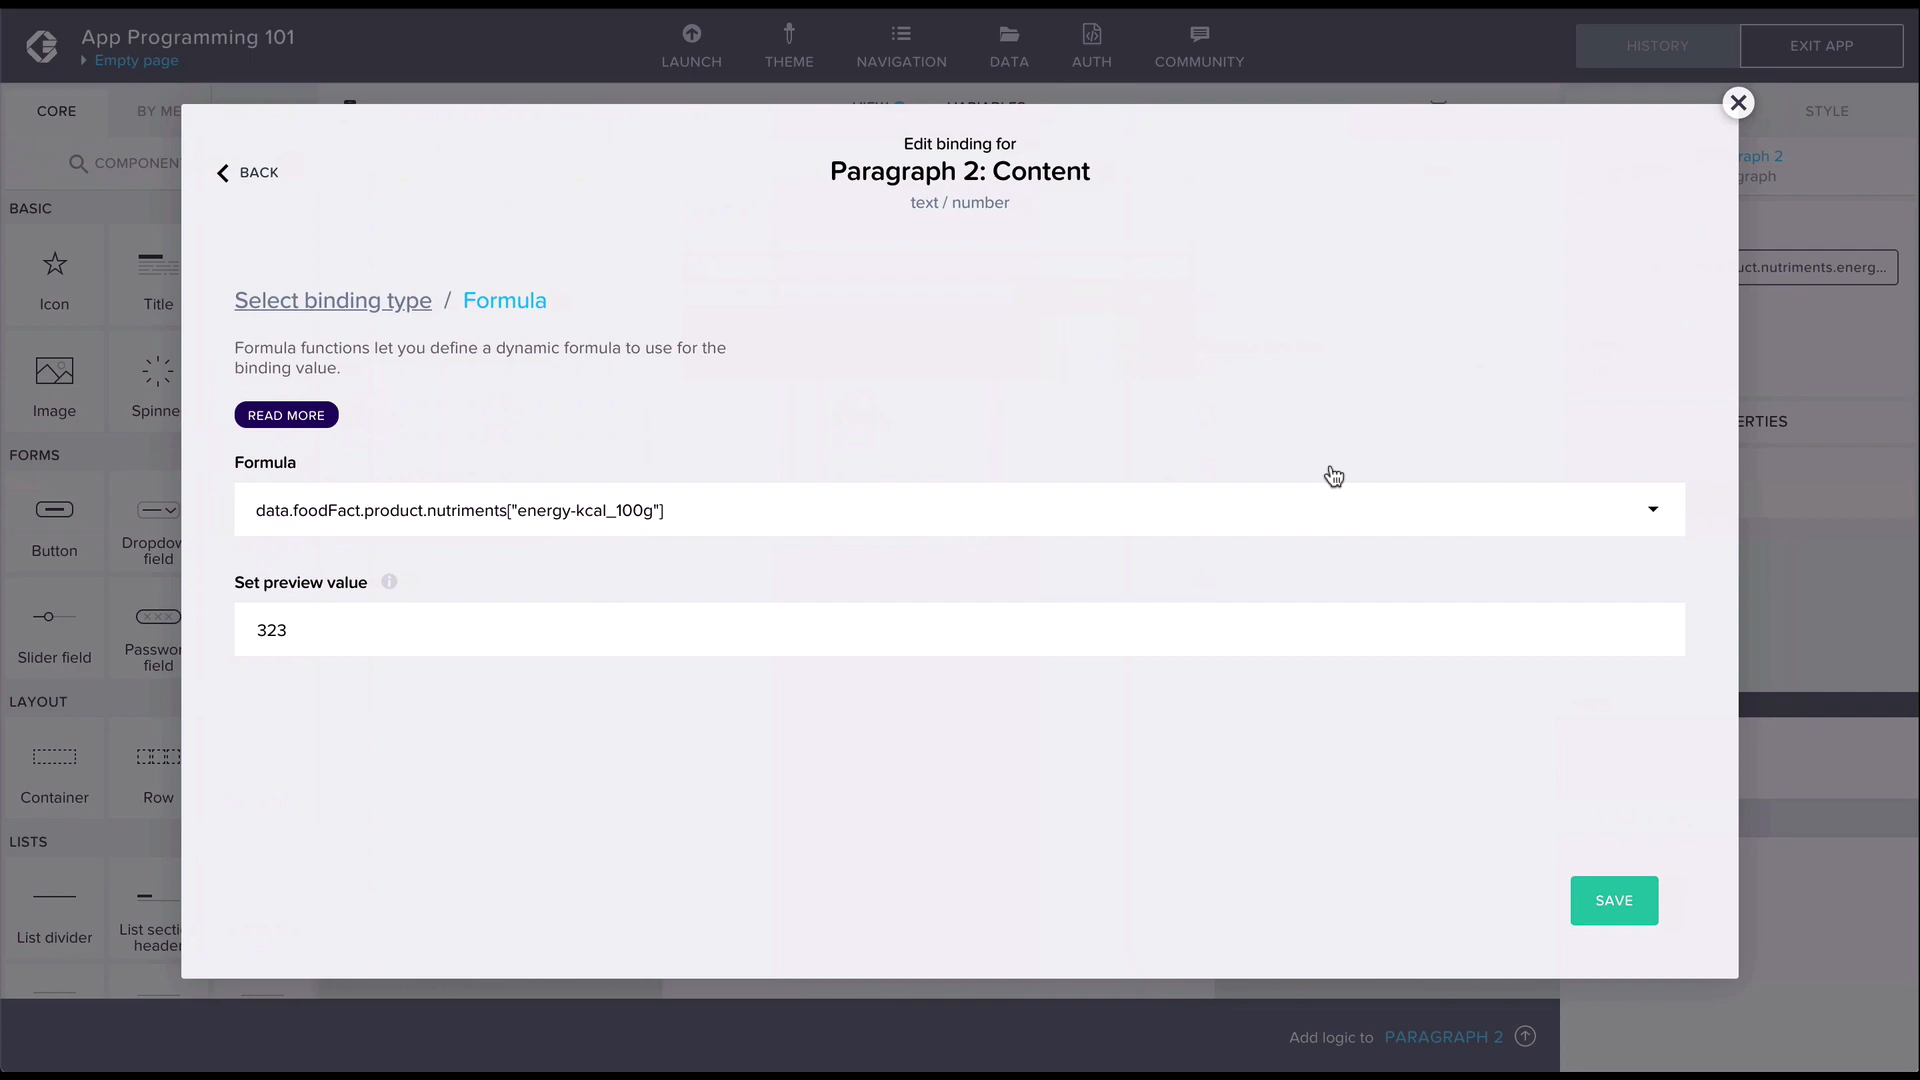 App Programming 101
Empty page
LAUNCH
THEME
NAVIGATION
DATA
AUTH
COMMUNITY
HISTORY
EXIT APP
CORE
BY ME
STYLE
COMPONENT
BASIC
Icon
Title
Image
Spinne
FORMS
Button
Dropdow
field
Slider field
Passwor
field
LAYOUT
Container
Row
LISTS
List divider
List secti
header
BACK
Edit binding for
Paragraph 2: Content
text / number
Select binding type / Formula
Formula functions let you define a dynamic formula to use for the
binding value.
READ MORE
Formula
data.foodFact.product.nutriments["energy-kcal_100g"]
Set preview value
323
SAVE
raph 2
graph
uct.nutriments.energ...
ERTIES
Add logic to PARAGRAPH 2